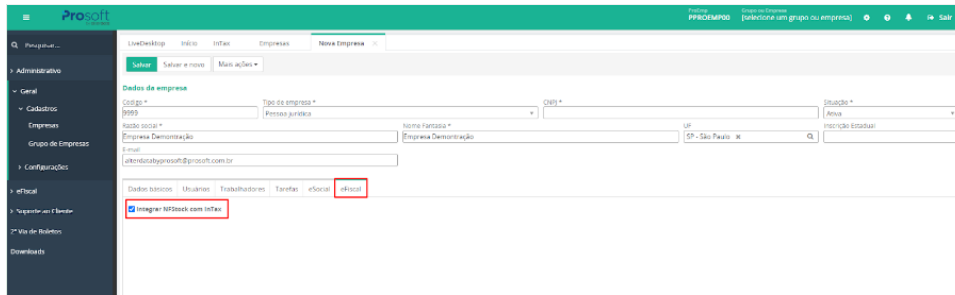 Prosoft
ProEmp
PPROEMP00
Grupo ou Empresa
[selecione um grupo ou empresa]
Sair
Pesquisar...
Administrativo
Geral
Cadastros
Empresas
Grupo de Empresas
Configurações
eFiscal
Suporte ao Cliente
2ª Via de Boletos
Downloads
LiveDesktop Início InTax Empresas Nova Empresa ×
Salvar Salvar e novo Mais ações
Dados da empresa
Código * Tipo de empresa * CNPJ * Situação *
9999 Pessoa jurídica Ativa
Razão social * Nome Fantasia * UF Inscrição Estadual
Empresa Demontração Empresa Demontração SP - São Paulo ×
E-mail
alterdatabyprosoft@prosoft.com.br
Dados básicos Usuários Trabalhadores Tarefas eSocial eFiscal
Integrar NFStock com InTax